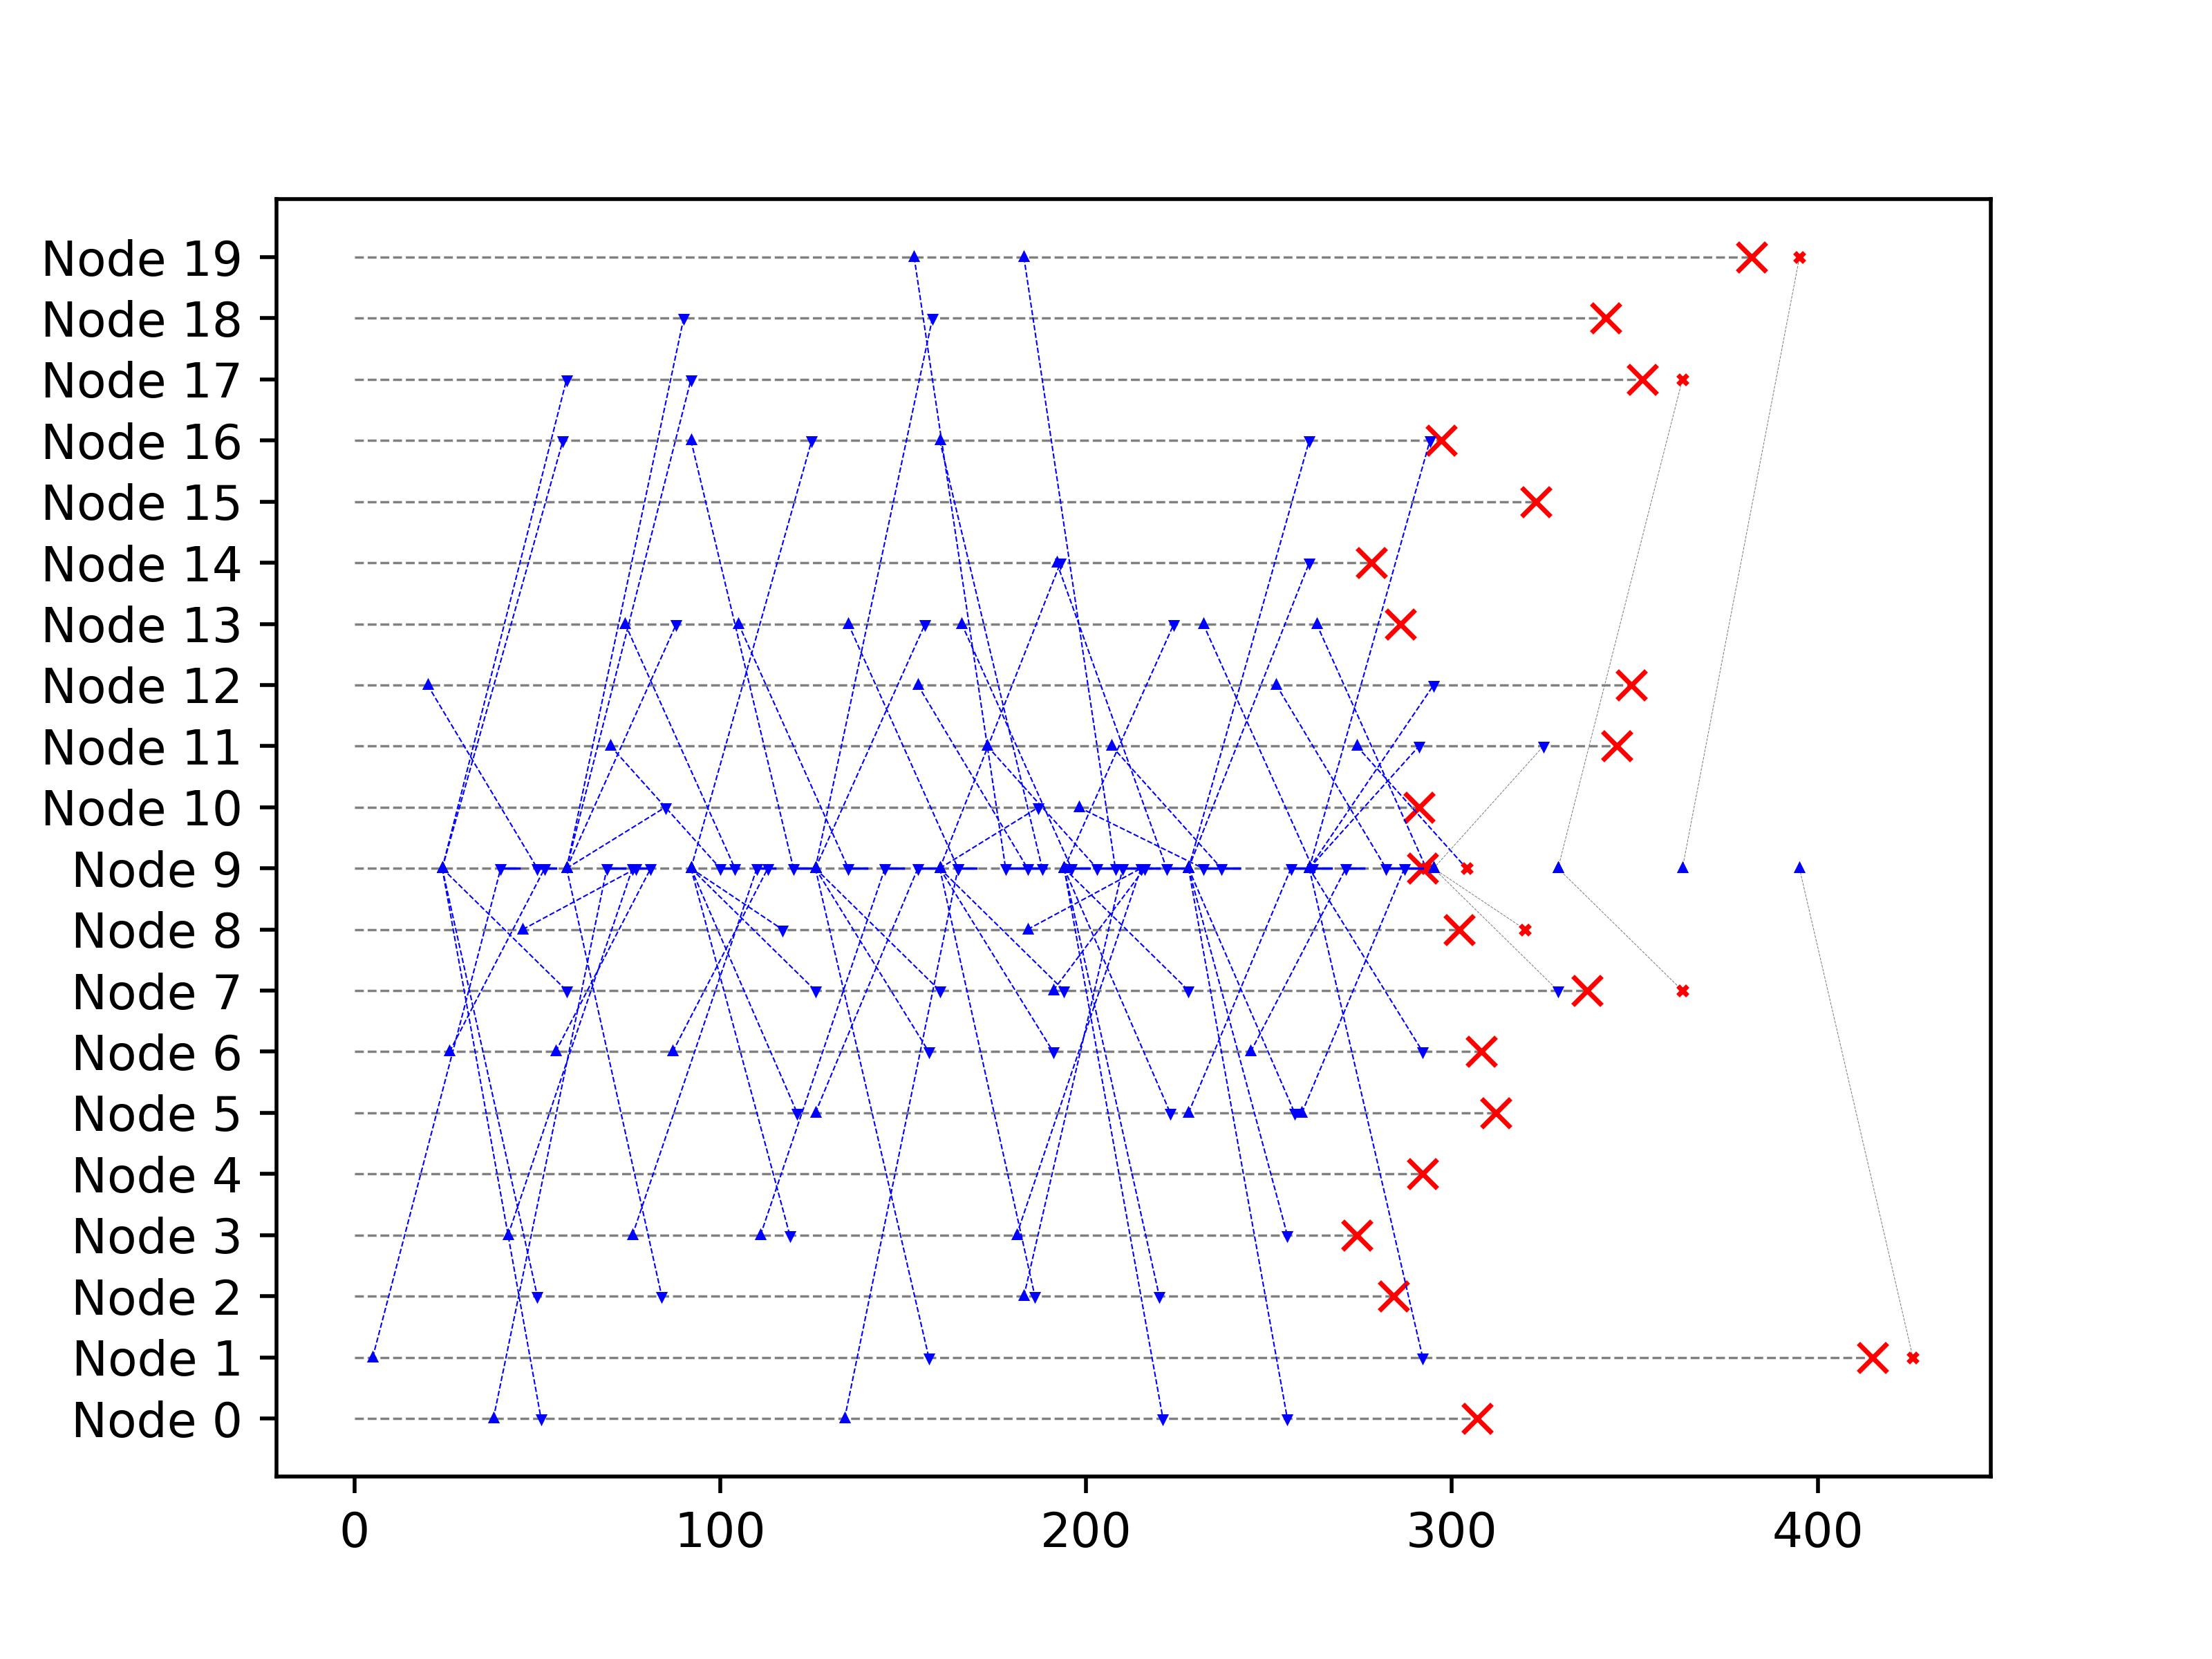 Node 19
Node 18
Node 17
Node 16
Node 15
Node 14
Node 13
Node 12
Node 11
Node 10
Node 9
Node 8
Node 7
Node 6
Node 5
Node 4
Node 3
Node 2
Node 1
Node 0
0 100 200 300 400